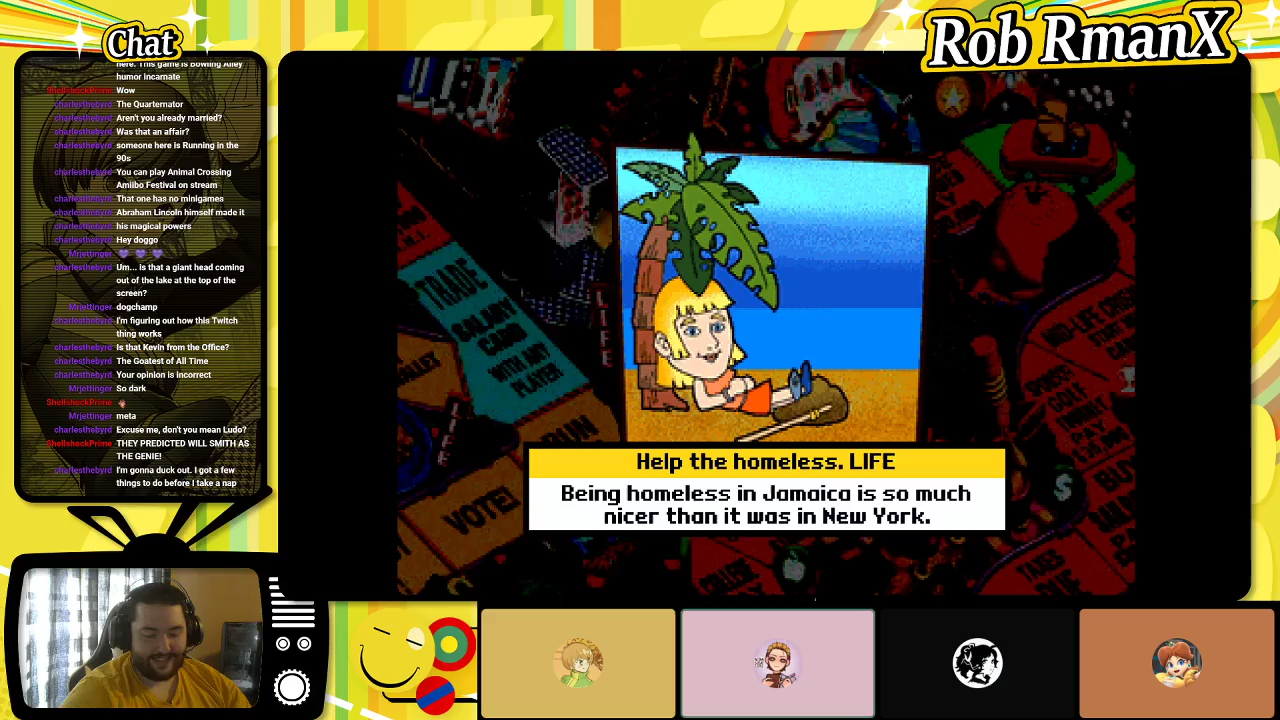 Chat
Rob RmanX
here. This game is Bowling Alley
humor incarnate
ShellshockPrime Wow
charlesthebyrd The Quarternator
charlesthebyrd Aren't you already married?
charlesthebyrd Was that an affair?
charlesthebyrd someone here is Running in the
90s
charlesthebyrd You can play Animal Crossing
Amiibo Festival on stream
charlesthebyrd That one has no minigames
charlesthebyrd Abraham Lincoln himself made it
charlesthebyrd his magical powers
charlesthebyrd Hey doggo
Mrjettinger
charlesthebyrd Um... Is that a giant head coming
out of the lake at the top of the
screen?
Mrjettinger dogchamp
charlesthebyrd I'm figuring out how this Twitch
thing works
charlesthebyrd Is that Kevin from the Office?
charlesthebyrd The Goatest of All Time
charlesthebyrd Your opinion is incorrect
Mrjettinger So dark
ShellshockPrime
Mrjettinger meta
charlesthebyrd Excuse me, don't you mean Ludo?
ShellshockPrime THEY PREDICTED WILL SMITH AS
THE GENIE!
charlesthebyrd I'm gonna duck out. I got a few
things to do before I take a nap
LIFE
VOTE
TAXES
DUE
Help the homeless. LIFE
Being homeless in Jamaica is so much
nicer than it was in New York.